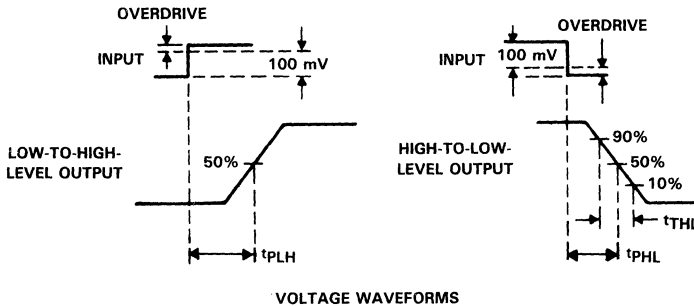 OVERDRIVE
INPUT
100 mV
LOW-TO-HIGH-
LEVEL OUTPUT
50%
tPLH
OVERDRIVE
INPUT
100 mV
HIGH-TO-LOW-
LEVEL OUTPUT
90%
50%
10%
tTHL
tPHL
VOLTAGE WAVEFORMS